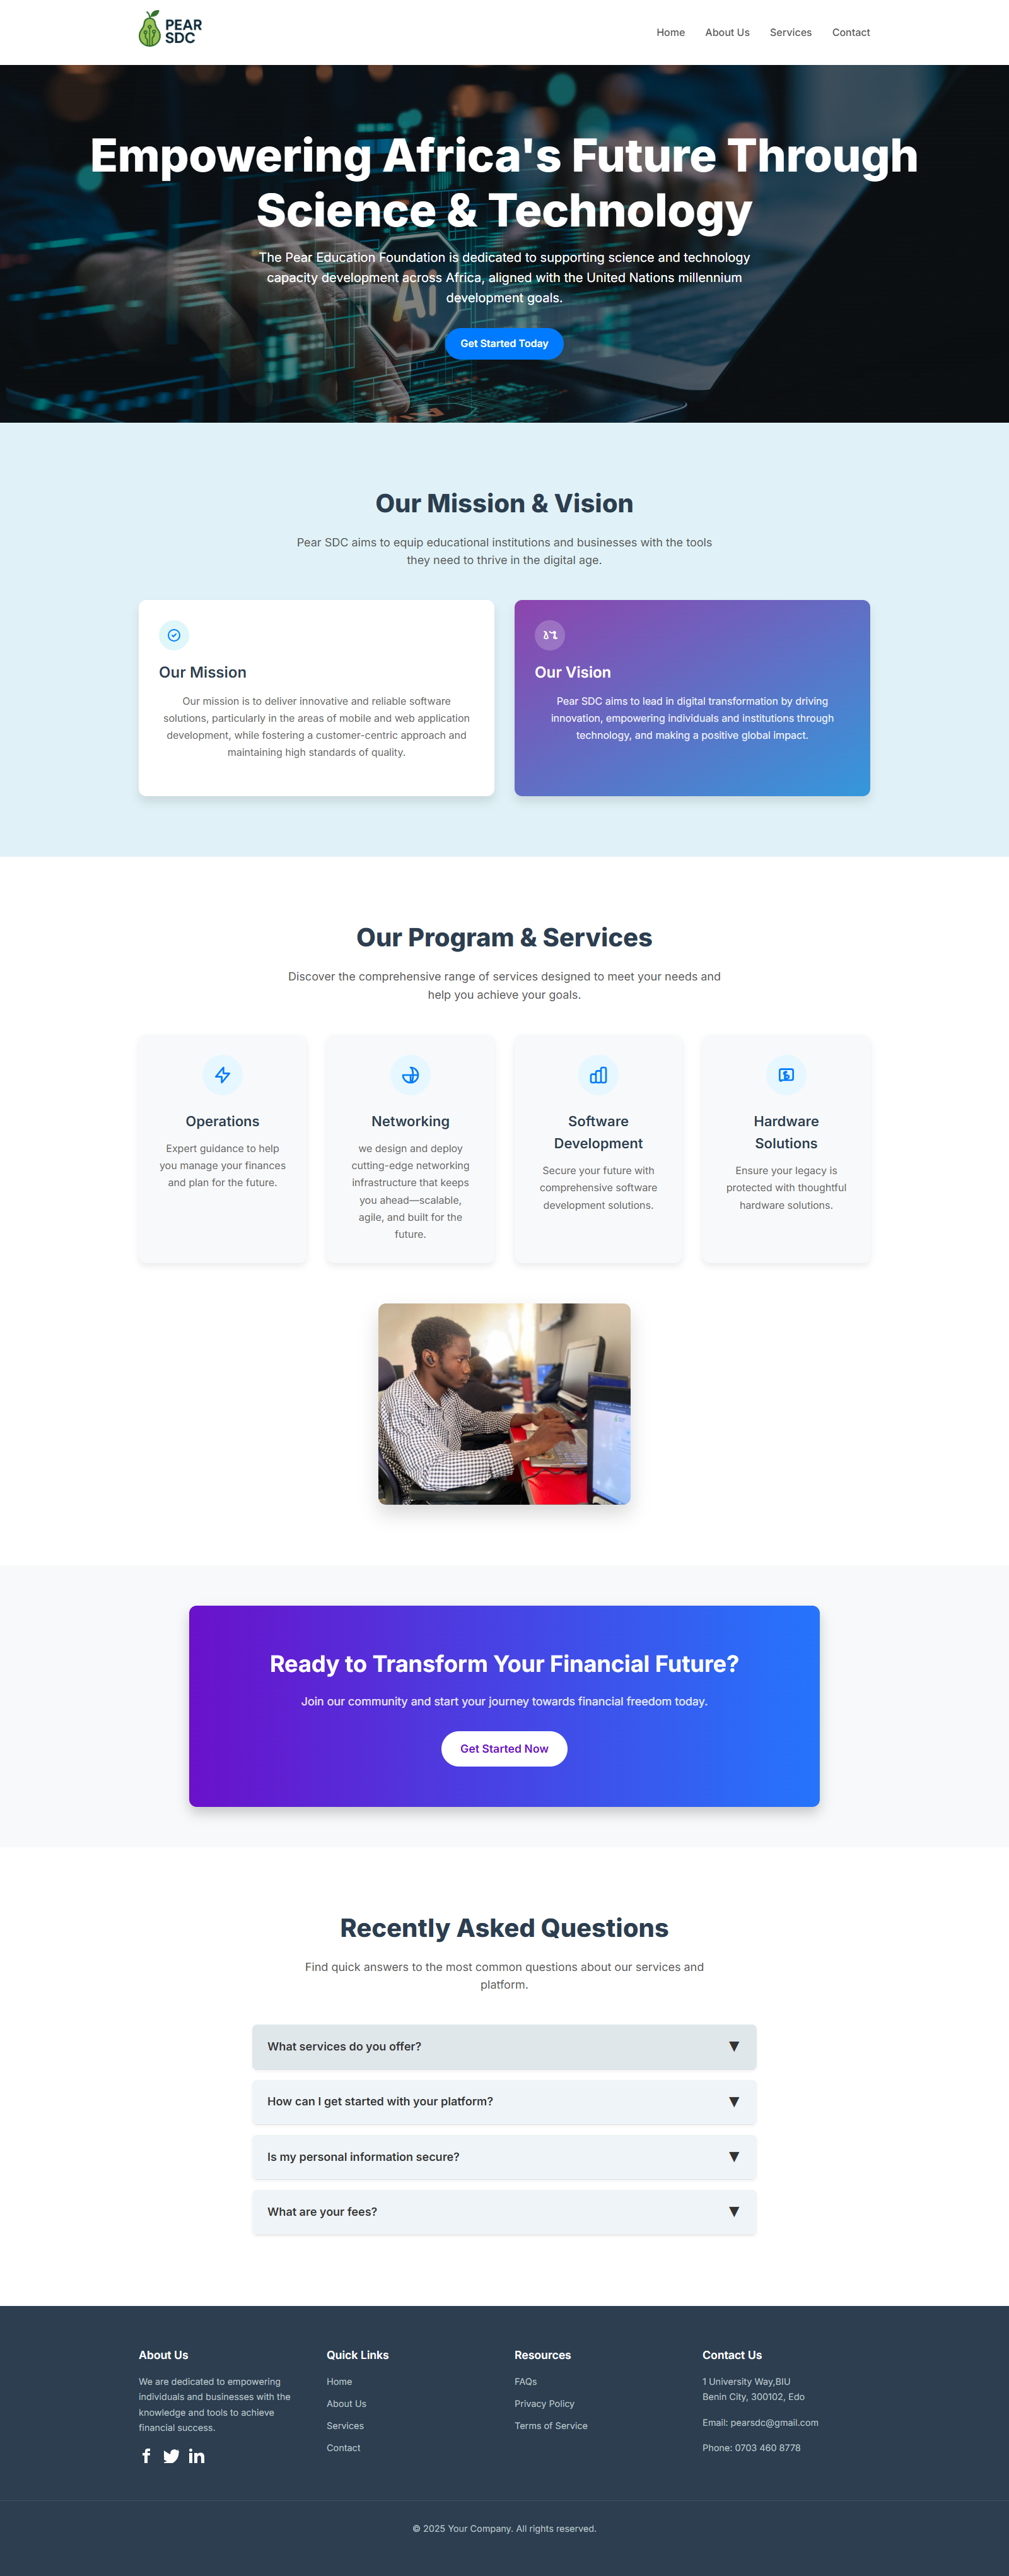 PEAR
SDC
Home
About Us
Services
Contact
Empowering Africa's Future Through
Science & Technology
The Pear Education Foundation is dedicated to supporting science and technology
capacity development across Africa, aligned with the United Nations millennium
development goals.
Ai
Get Started Today
Our Mission & Vision
Pear SDC aims to equip educational institutions and businesses with the tools
they need to thrive in the digital age.
Our Mission
Our mission is to deliver innovative and reliable software
solutions, particularly in the areas of mobile and web application
development, while fostering a customer-centric approach and
maintaining high standards of quality.
Our Vision
Pear SDC aims to lead in digital transformation by driving
innovation, empowering individuals and institutions through
technology, and making a positive global impact.
Our Program & Services
Discover the comprehensive range of services designed to meet your needs and
help you achieve your goals.
Operations
Expert guidance to help
you manage your finances
and plan for the future.
Networking
we design and deploy
cutting-edge networking
infrastructure that keeps
you ahead—scalable,
agile, and built for the
future.
Software
Development
Secure your future with
comprehensive software
development solutions.
Hardware
Solutions
Ensure your legacy is
protected with thoughtful
hardware solutions.
Ready to Transform Your Financial Future?
Join our community and start your journey towards financial freedom today.
Get Started Now
Recently Asked Questions
Find quick answers to the most common questions about our services and
platform.
What services do you offer?
How can I get started with your platform?
Is my personal information secure?
What are your fees?
About Us
We are dedicated to empowering
individuals and businesses with the
knowledge and tools to achieve
financial success.
Quick Links
Home
About Us
Services
Contact
Resources
FAQs
Privacy Policy
Terms of Service
Contact Us
1 University Way,BIU
Benin City, 300102, Edo
Email: pearsdc@gmail.com
Phone: 0703 460 8778
© 2025 Your Company. All rights reserved.